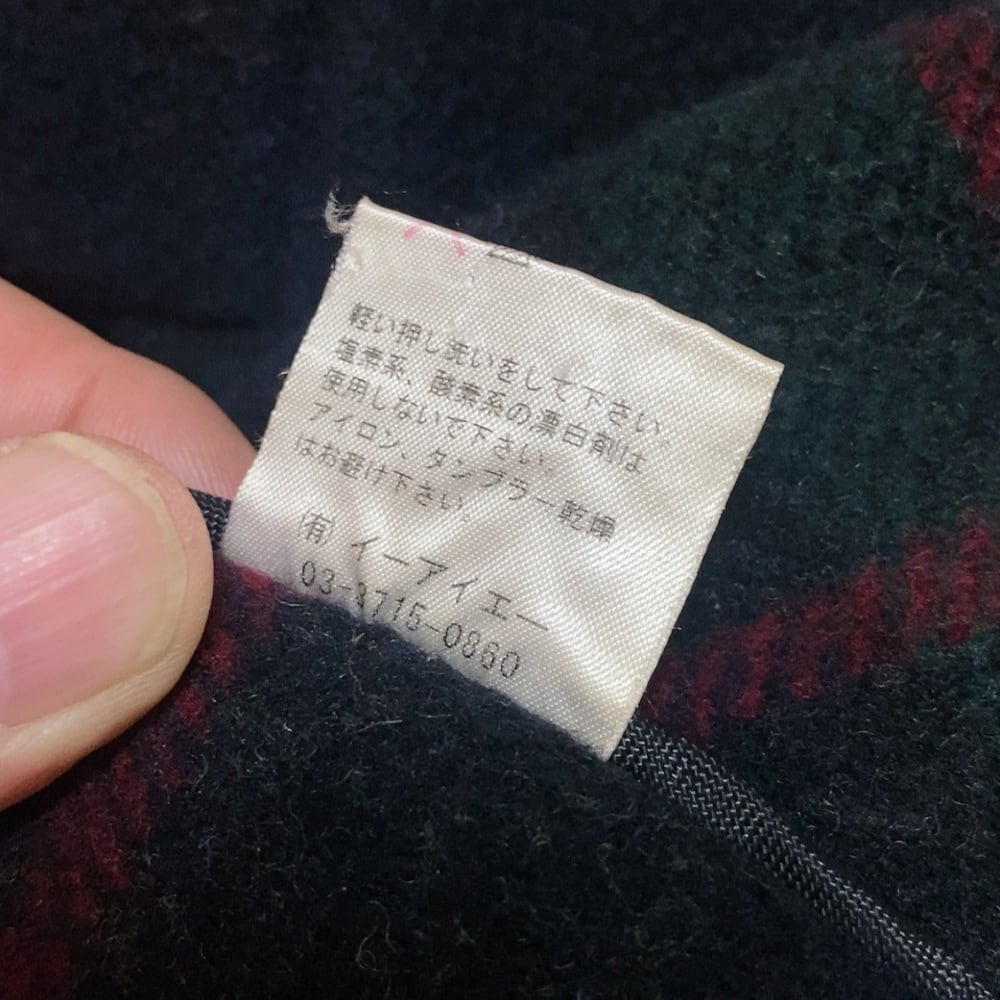 軽い押し洗いをして下さい。
塩素系、酸素系の漂白剤は
使用しないで下さい。
アイロン、タンブラー乾燥
はお避け下さい
(有) イーアイエー
03-3715-0860